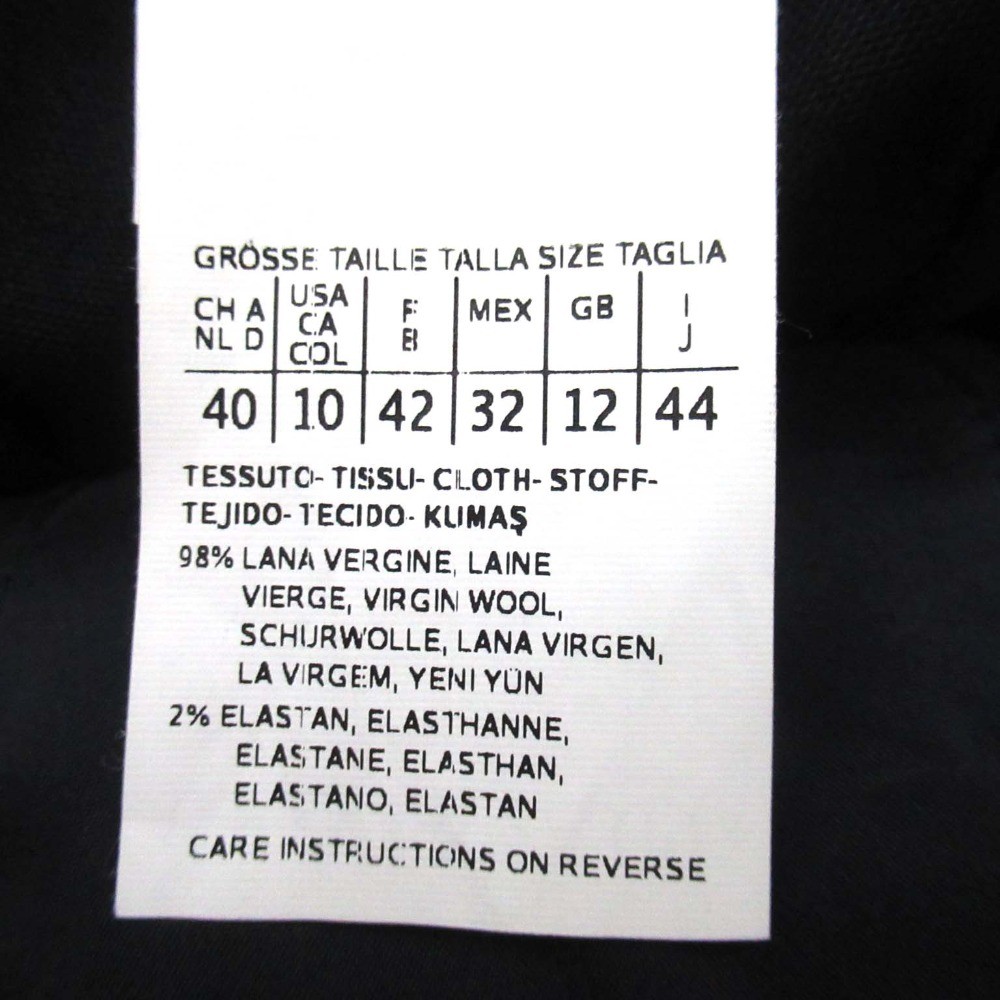 GRÖSSE TAILLE TALLA SIZE TAGLIA
CH A USA F MEX GB I
NL D CA B J
COL
40 10 42 32 12 44
TESSUTO- TISSU- CLOTH- STOFF-
TEJIDO- TECIDO- KUMAŞ
98% LANA VERGINE, LAINE
VIERGE, VIRGIN WOOL,
SCHURWOLLE, LANA VIRGEN,
LA VIRGEM, YENI YÜN
2% ELASTAN, ELASTHANNE,
ELASTANE, ELASTHAN,
ELASTANO, ELASTAN
CARE INSTRUCTIONS ON REVERSE